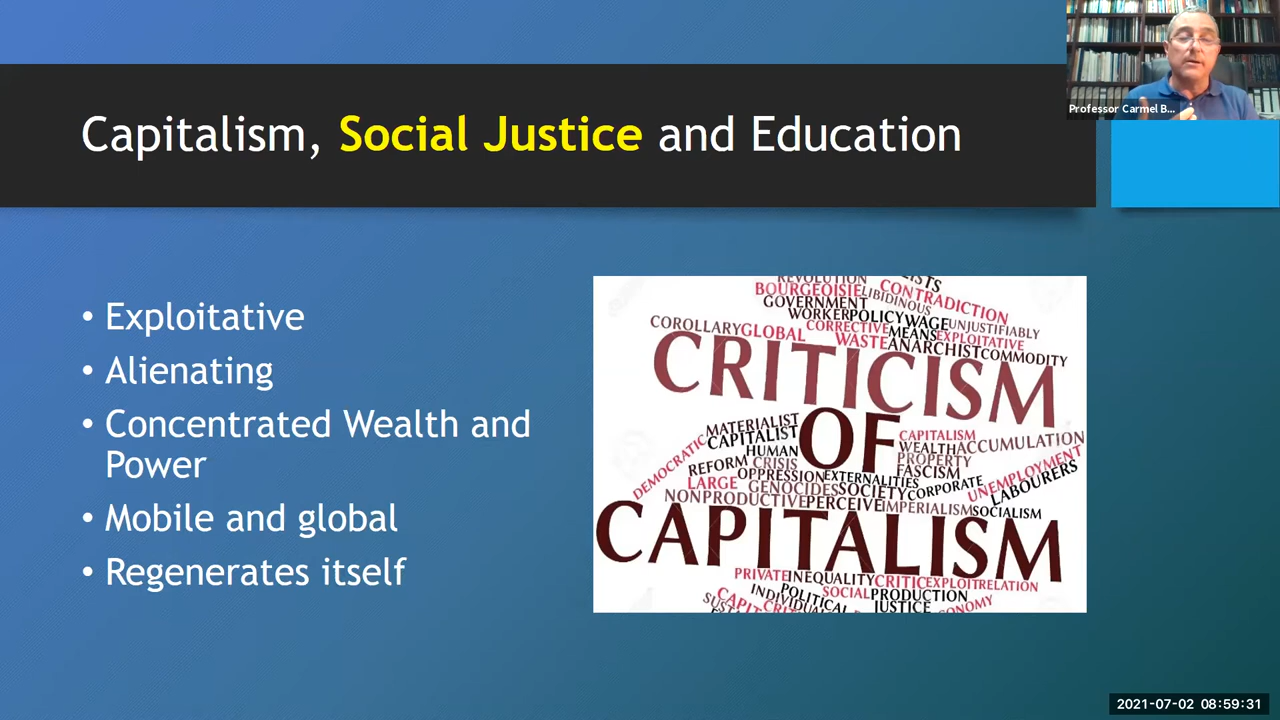 Professor Carmel B...
Capitalism, Social Justice and Education
• Exploitative
• Alienating
• Concentrated Wealth and
Power
• Mobile and global
• Regenerates itself
REVOLUTION
BOURGEOISIE LIBIDINOUS CONTRADICTION
GOVERNMENT
WORKER POLICY WAGE UNJUSTIFIABLY
COROLLARY GLOBAL CORRECTIVE MEANS EXPLOITATIVE
WASTE ANARCHIST COMMODITY
CRITICISM
OF
MATERIALIST
CAPITALIST CAPITALISM
DEMOCRATIC HUMAN WEALTH ACCUMULATION
REFORM CRISIS PROPERTY
OPPRESSION EXTERNALITIES FASCISM UNEMPLOYMENT
LARGE GENOCIDES SOCIETY CORPORATE LABOURERS
NONPRODUCTIVE PERCEIVE IMPERIALISM SOCIALISM
CAPITALISM
PRIVATE INEQUALITY CRITIC EXPLOIT RELATION
INDIVIDUAL POLITICAL SOCIAL PRODUCTION
JUSTICE
2021-07-02 08:59:31